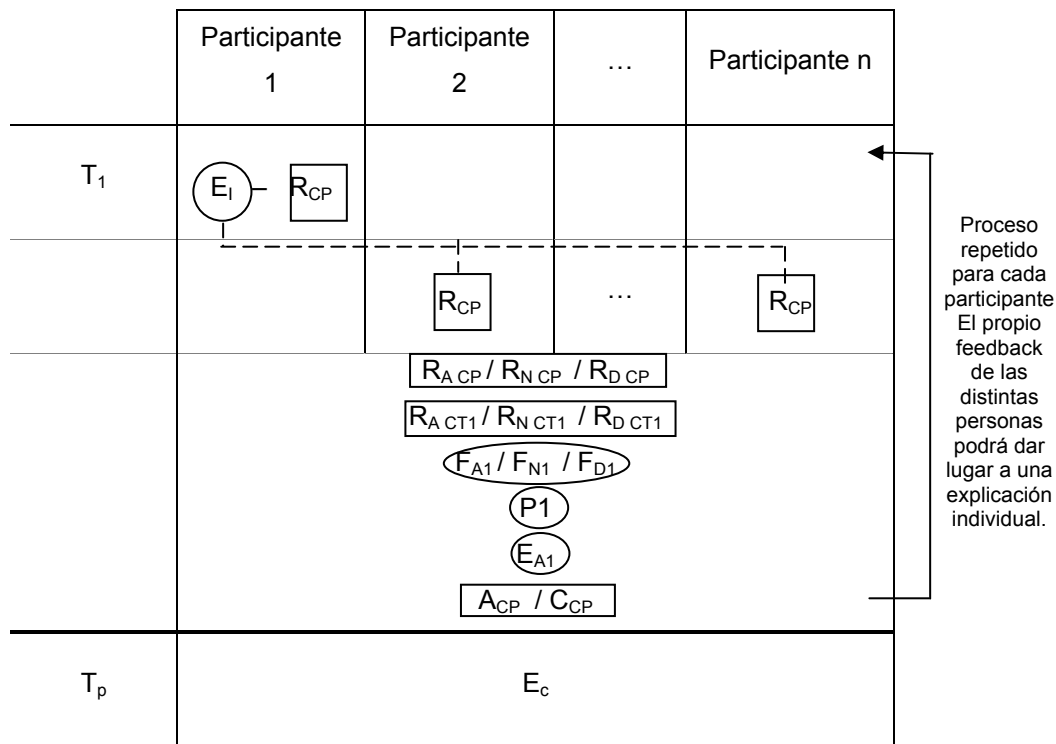 Participante 1
Participante 2
…
Participante n
T1
EI
RCP
RCP
…
RCP
RA CP / RN CP / RD CP
RA CT1 / RN CT1 / RD CT1
FA1 / FN1 / FD1
P1
EA1
ACP / CCP
Proceso
repetido
para cada
participante
El propio
feedback
de las
distintas
personas
podrá dar
lugar a una
explicación
individual.
Tp
Ec